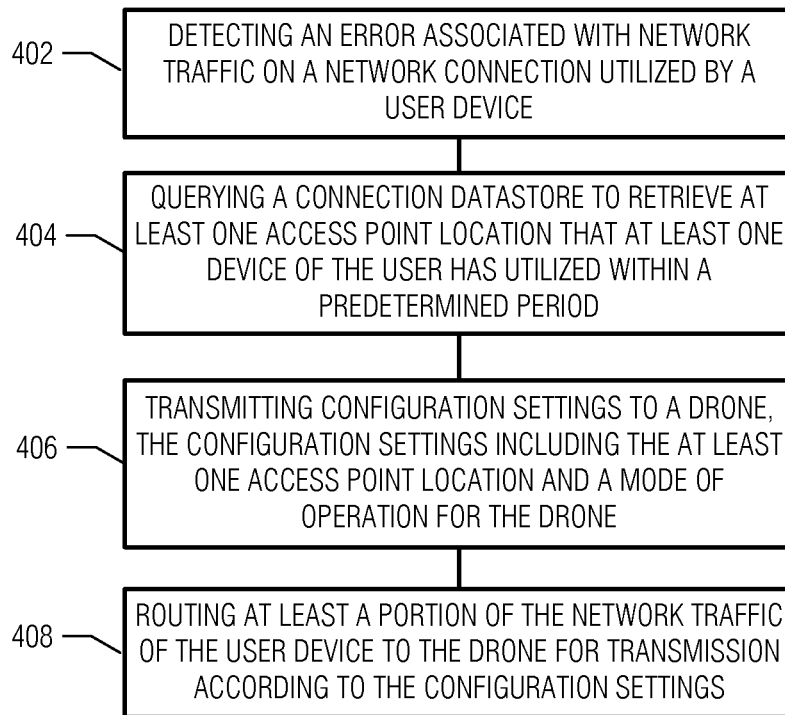 402
DETECTING AN ERROR ASSOCIATED WITH NETWORK
TRAFFIC ON A NETWORK CONNECTION UTILIZED BY A
USER DEVICE
404
QUERYING A CONNECTION DATASTORE TO RETRIEVE AT
LEAST ONE ACCESS POINT LOCATION THAT AT LEAST ONE
DEVICE OF THE USER HAS UTILIZED WITHIN A
PREDETERMINED PERIOD
406
TRANSMITTING CONFIGURATION SETTINGS TO A DRONE,
THE CONFIGURATION SETTINGS INCLUDING THE AT LEAST
ONE ACCESS POINT LOCATION AND A MODE OF
OPERATION FOR THE DRONE
408
ROUTING AT LEAST A PORTION OF THE NETWORK TRAFFIC
OF THE USER DEVICE TO THE DRONE FOR TRANSMISSION
ACCORDING TO THE CONFIGURATION SETTINGS